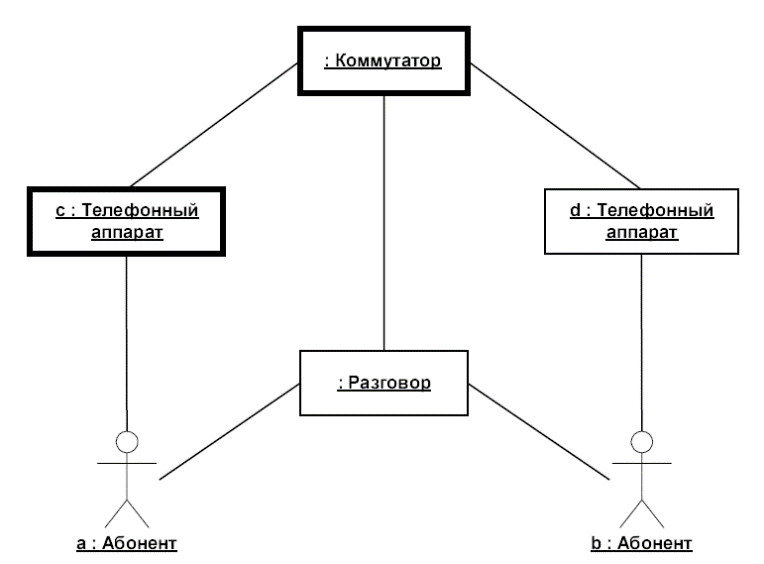 : Коммутатор
c : Телефонный
аппарат
d : Телефонный
аппарат
: Разговор
a : Абонент
b : Абонент